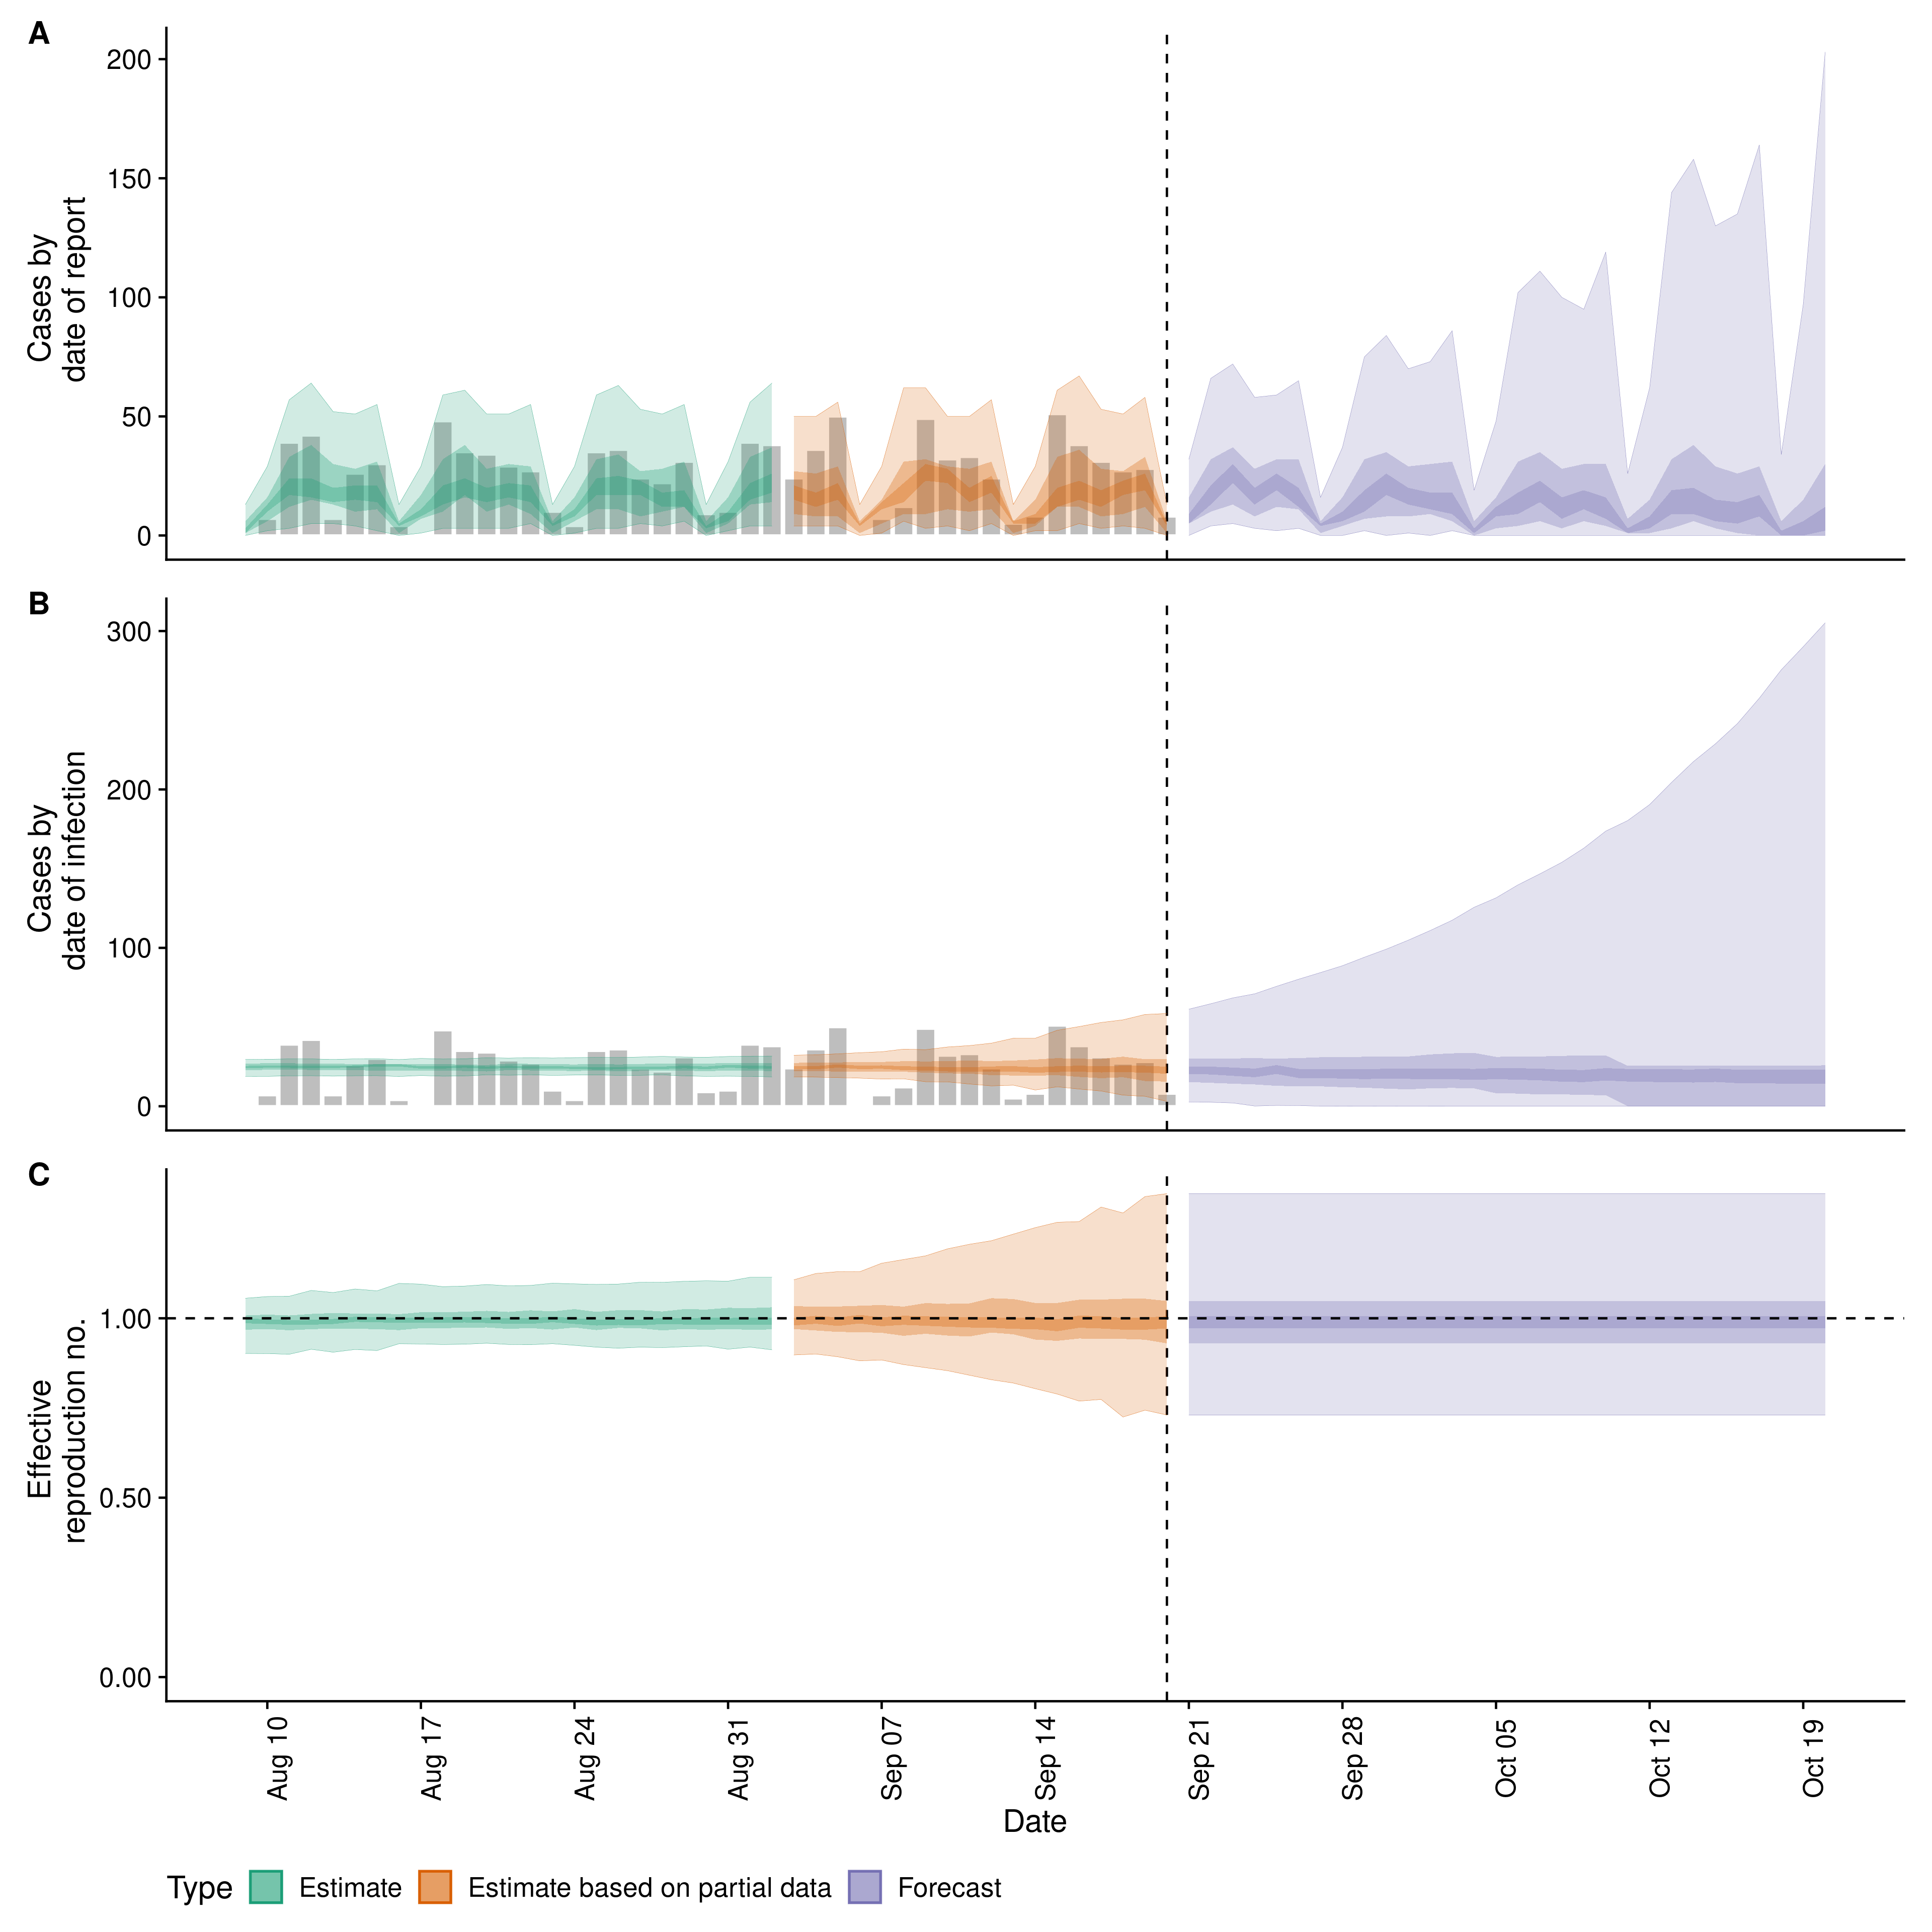 A
200
150
100
50
0
Cases by
date of report
B
300
200
100
0
Cases by
date of infection
C
1.00
0.50
0.00
Effective
reproduction no.
Aug 10
Aug 17
Aug 24
Aug 31
Sep 07
Sep 14
Sep 21
Sep 28
Oct 05
Oct 12
Oct 19
Date
Type Estimate Estimate based on partial data Forecast